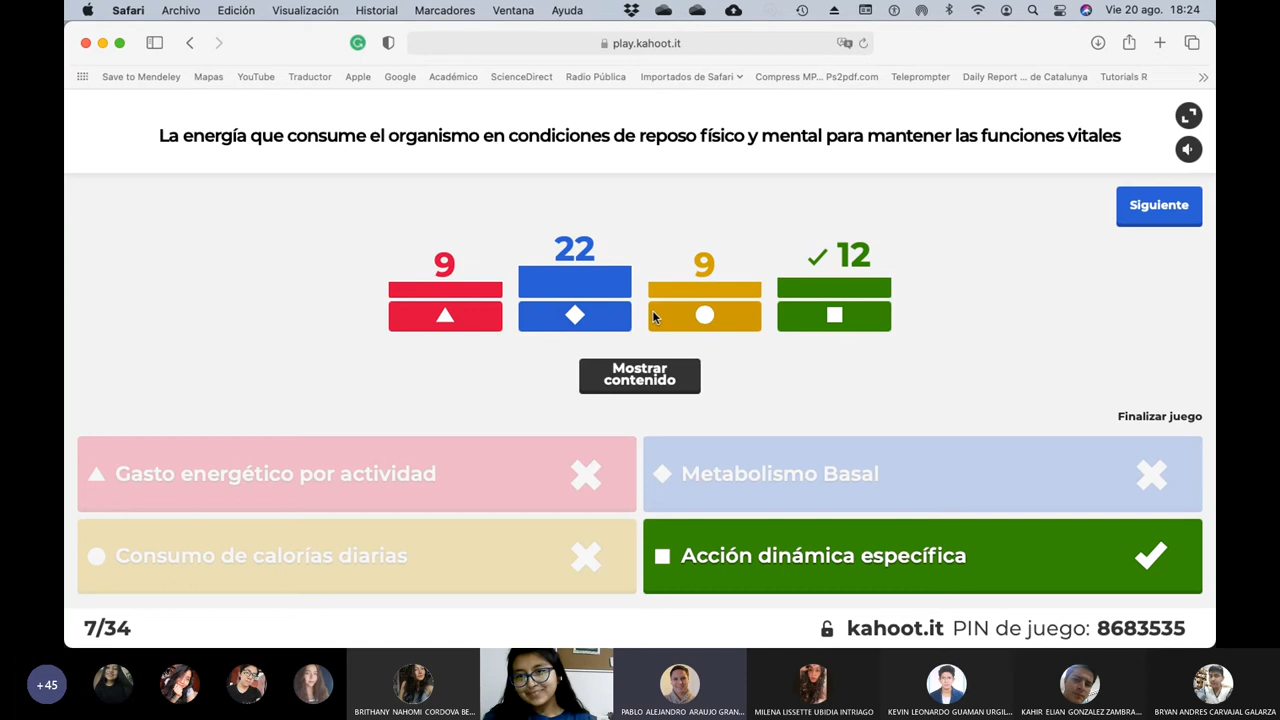 Safari Archivo Edición Visualización Historial Marcadores Ventana Ayuda Vie 20 ago. 18:24
play.kahoot.it
Save to Mendeley Mapas YouTube Traductor Apple Google Académico ScienceDirect Radio Pública Importados de Safari Compress MP... Ps2pdf.com Teleprompter Daily Report ... de Catalunya Tutorials R
La energía que consume el organismo en condiciones de reposo físico y mental para mantener las funciones vitales
Siguiente
9 22 9 12
Mostrar
contenido
Finalizar juego
Gasto energético por actividad
Metabolismo Basal
Consumo de calorías diarias
Acción dinámica específica
7/34
kahoot.it PIN de juego: 8683535
+45
BRITHANY NAHOMI CORDOVA BE...
PABLO ALEJANDRO ARAUJO GRAN...
MILENA LISSETTE UBIDIA INTRIAGO
KEVIN LEONARDO GUAMAN URGIL...
KAHIR ELIAN GONZALEZ ZAMBRA...
BRYAN ANDRES CARVAJAL GALARZA